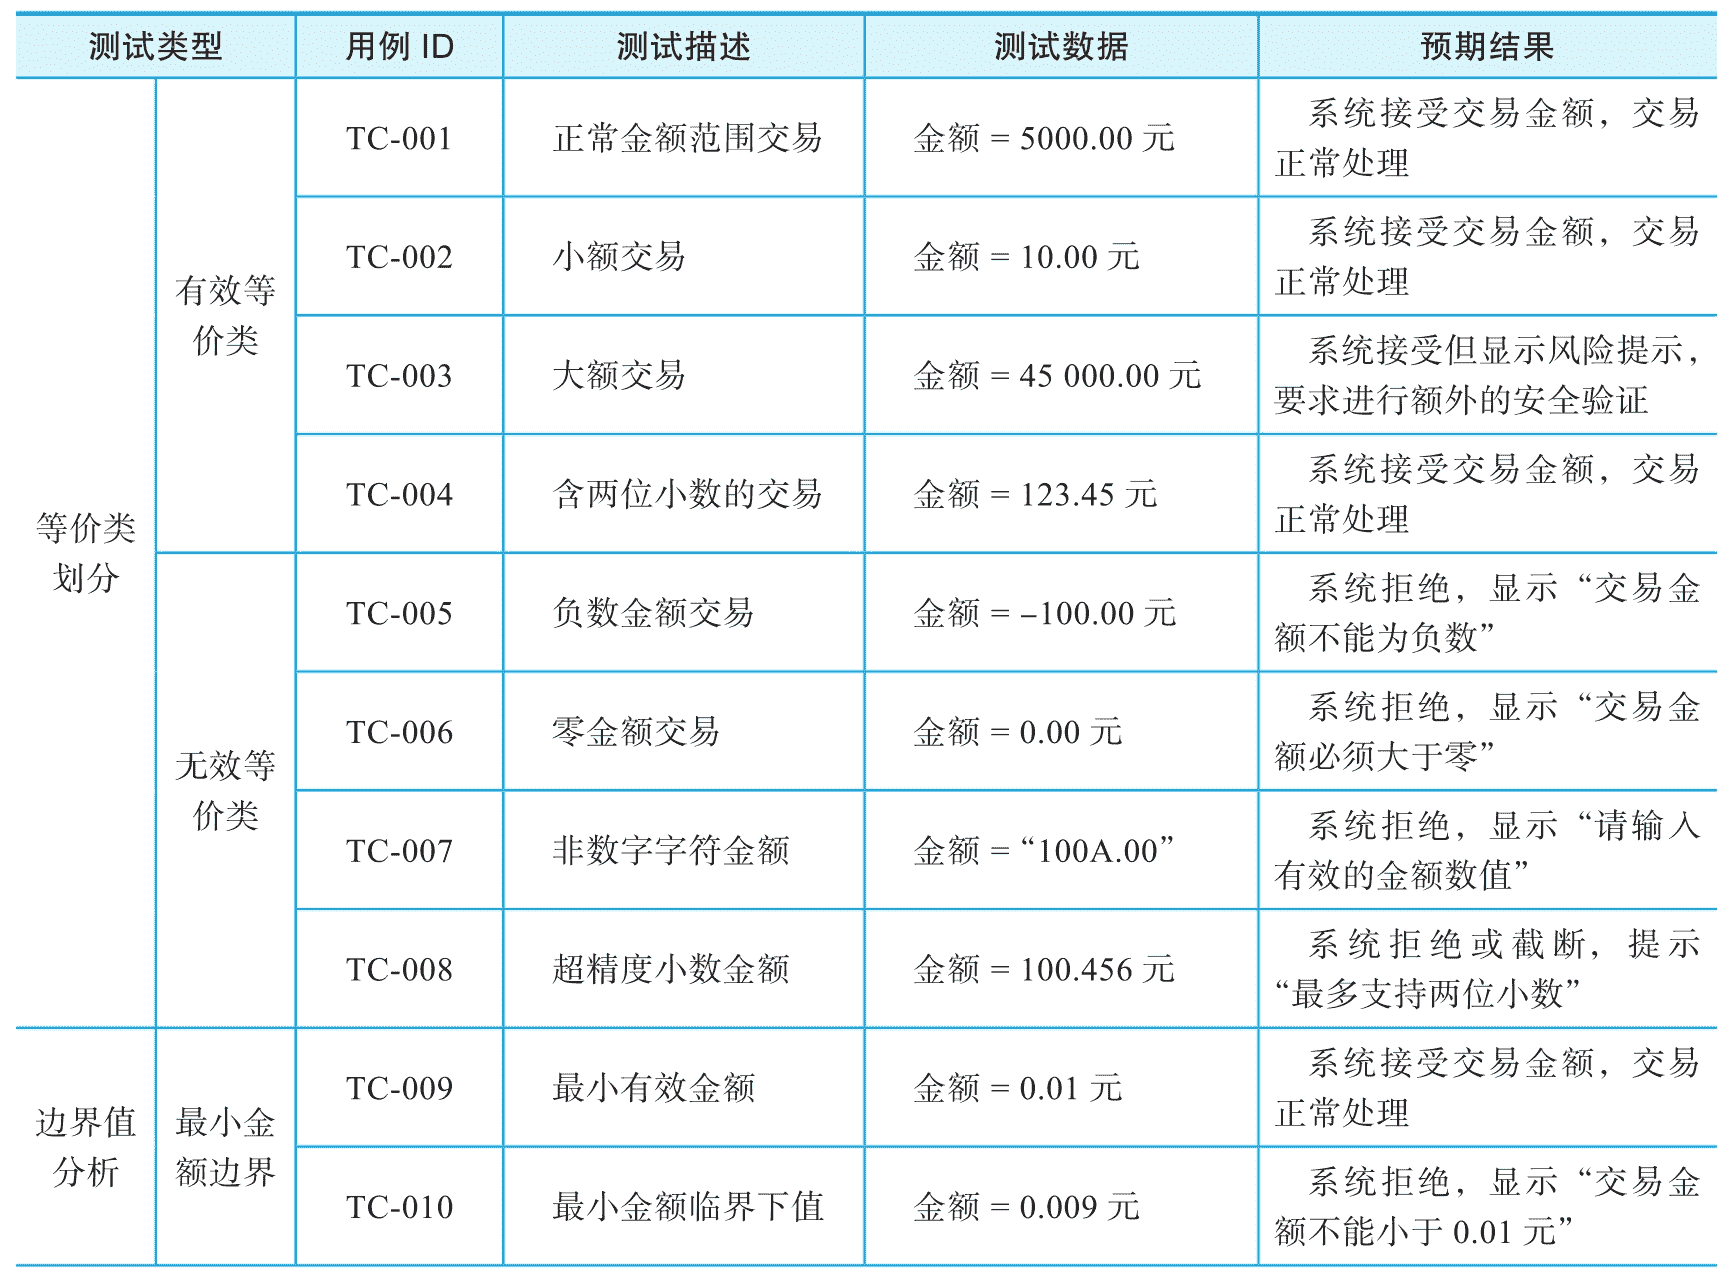 测试类型 用例 ID 测试描述 测试数据 预期结果
等价类
划分
有效等
价类
TC-001 正常金额范围交易 金额 = 5000.00 元 系统接受交易金额，交易
正常处理
TC-002 小额交易 金额 = 10.00 元 系统接受交易金额，交易
正常处理
TC-003 大额交易 金额 = 45 000.00 元 系统接受但显示风险提示，
要求进行额外的安全验证
TC-004 含两位小数的交易 金额 = 123.45 元 系统接受交易金额，交易
正常处理
无效等
价类
TC-005 负数金额交易 金额 = –100.00 元 系统拒绝，显示“交易金
额不能为负数”
TC-006 零金额交易 金额 = 0.00 元 系统拒绝，显示“交易金
额必须大于零”
TC-007 非数字字符金额 金额 = “100A.00” 系统拒绝，显示“请输入
有效的金额数值”
TC-008 超精度小数金额 金额 = 100.456 元 系统拒绝或截断，提示
“最多支持两位小数”
边界值
分析
最小金
额边界
TC-009 最小有效金额 金额 = 0.01 元 系统接受交易金额，交易
正常处理
TC-010 最小金额临界下值 金额 = 0.009 元 系统拒绝，显示“交易金
额不能小于 0.01 元”